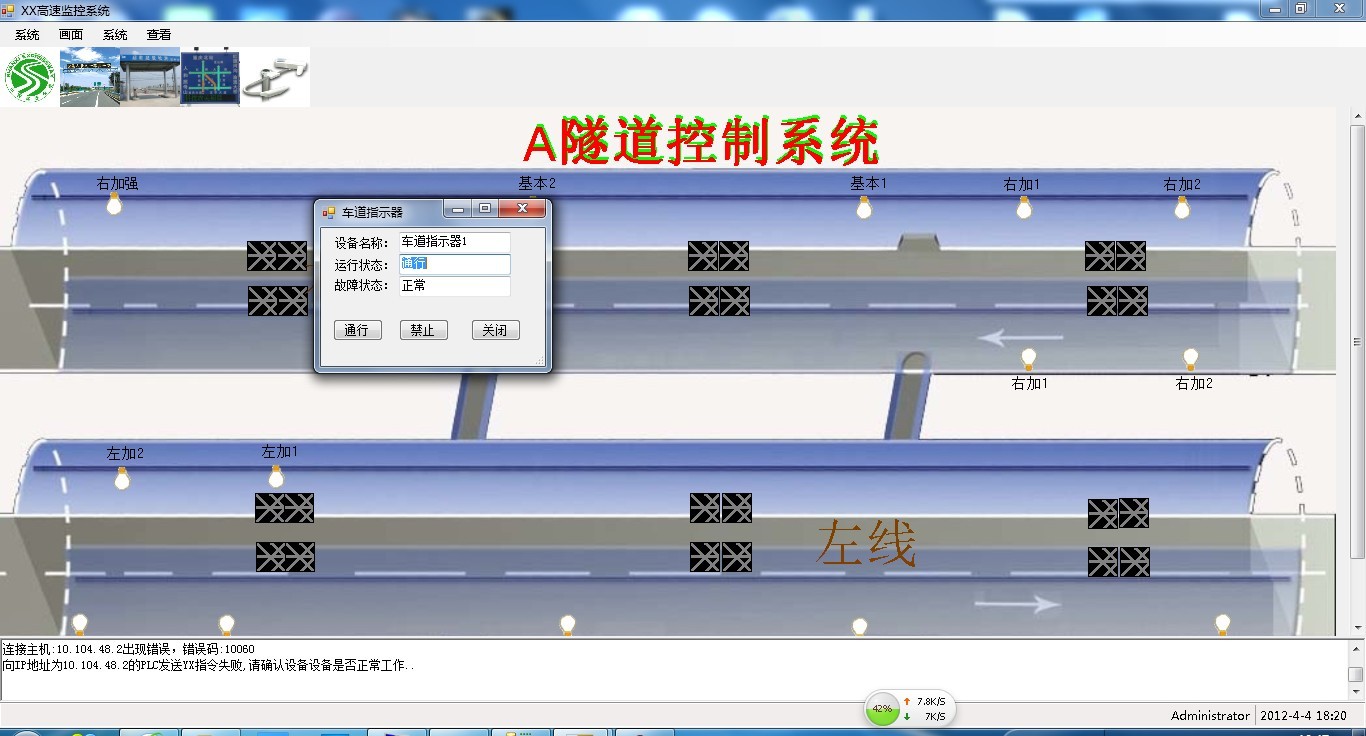 XX高速监控系统
系统 画面 系统 查看
A隧道控制系统
右加强 基本2 基本1 右加1 右加2
车道指示器
设备名称: 车道指示器1
运行状态: 通行
故障状态: 正常
通行 禁止 关闭
右加1 右加2
左加2 左加1
左线
连接主机:10.104.48.2出现错误，错误码:10060
向IP地址为10.104.48.2的PLC发送YX指令失败,请确认设备设备是否正常工作..
42% 7.8K/S
7K/S
Administrator 2012-4-4 18:20